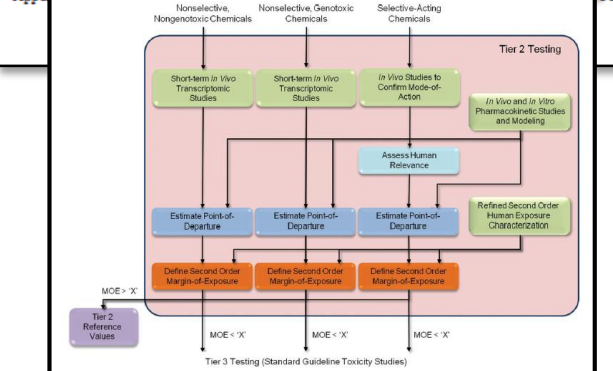 Nonselective,
Nongenotoxic Chemicals
Nonselective, Genotoxic
Chemicals
Selective-Acting
Chemicals
Tier 2 Testing
Short-term In Vivo
Transcriptomic
Studies
Short-term In Vivo
Transcriptomic
Studies
In Vivo Studies to
Confirm Mode-of-
Action
In Vivo and In Vitro
Pharmacokinetic Studies
and Modeling
Assess Human
Relevance
Refined Second Order
Human Exposure
Characterization
Estimate Point-of-
Departure
Estimate Point-of-
Departure
Estimate Point-of-
Departure
Define Second Order
Margin-of-Exposure
Define Second Order
Margin-of-Exposure
Define Second Order
Margin-of-Exposure
MOE > 'X'
Tier 2
Reference
Values
MOE < 'X'
MOE < 'X'
MOE < 'X'
Tier 3 Testing (Standard Guideline Toxicity Studies)